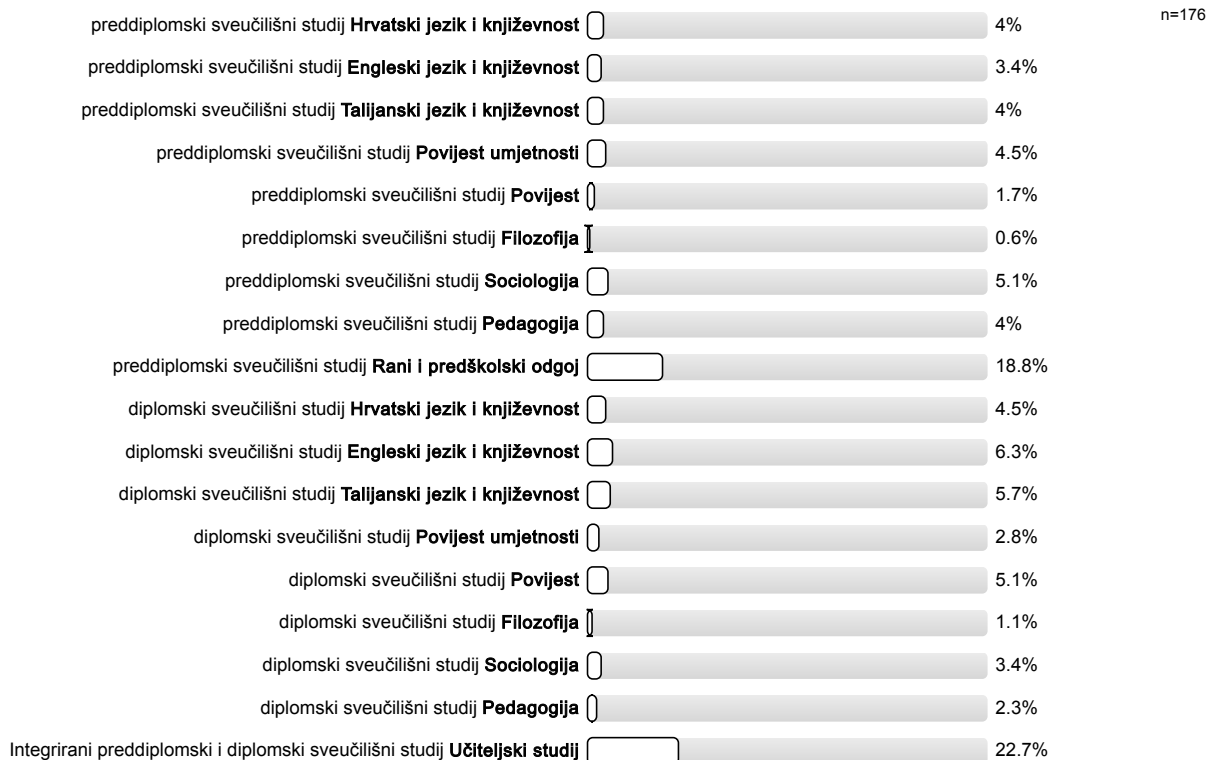 n=176
preddiplomski sveučilišni studij Hrvatski jezik i književnost 4%
preddiplomski sveučilišni studij Engleski jezik i književnost 3.4%
preddiplomski sveučilišni studij Talijanski jezik i književnost 4%
preddiplomski sveučilišni studij Povijest umjetnosti 4.5%
preddiplomski sveučilišni studij Povijest 1.7%
preddiplomski sveučilišni studij Filozofija 0.6%
preddiplomski sveučilišni studij Sociologija 5.1%
preddiplomski sveučilišni studij Pedagogija 4%
preddiplomski sveučilišni studij Rani i predškolski odgoj 18.8%
diplomski sveučilišni studij Hrvatski jezik i književnost 4.5%
diplomski sveučilišni studij Engleski jezik i književnost 6.3%
diplomski sveučilišni studij Talijanski jezik i književnost 5.7%
diplomski sveučilišni studij Povijest umjetnosti 2.8%
diplomski sveučilišni studij Povijest 5.1%
diplomski sveučilišni studij Filozofija 1.1%
diplomski sveučilišni studij Sociologija 3.4%
diplomski sveučilišni studij Pedagogija 2.3%
Integrirani preddiplomski i diplomski sveučilišni studij Učiteljski studij 22.7%